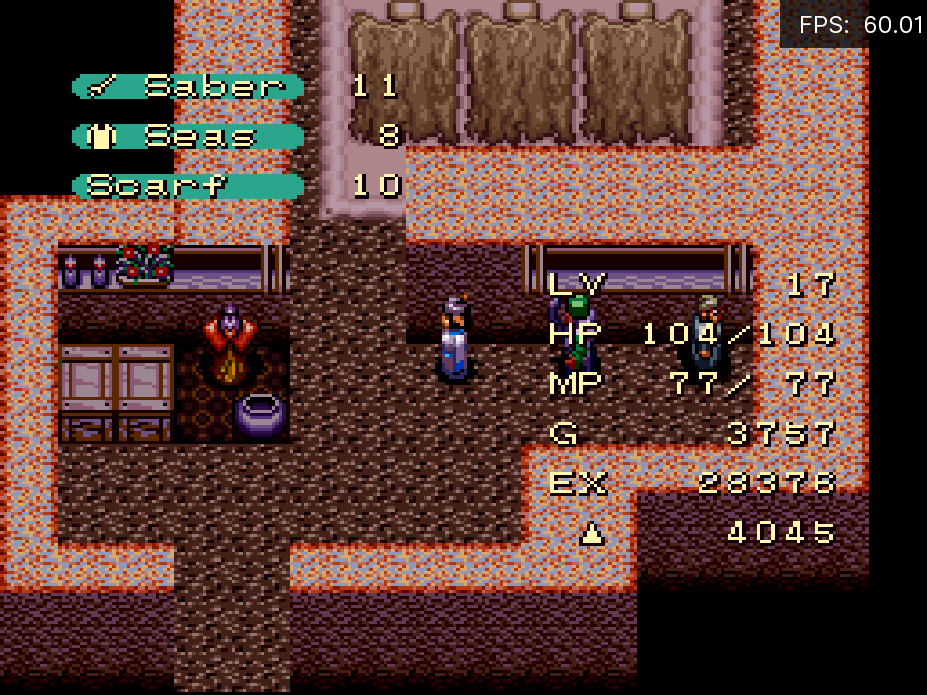 FPS: 60.01
Saber 11
Seas 8
Scarf 10
LV 17
HP 104/104
MP 77/ 77
G 3757
EX 28376
▲ 4045